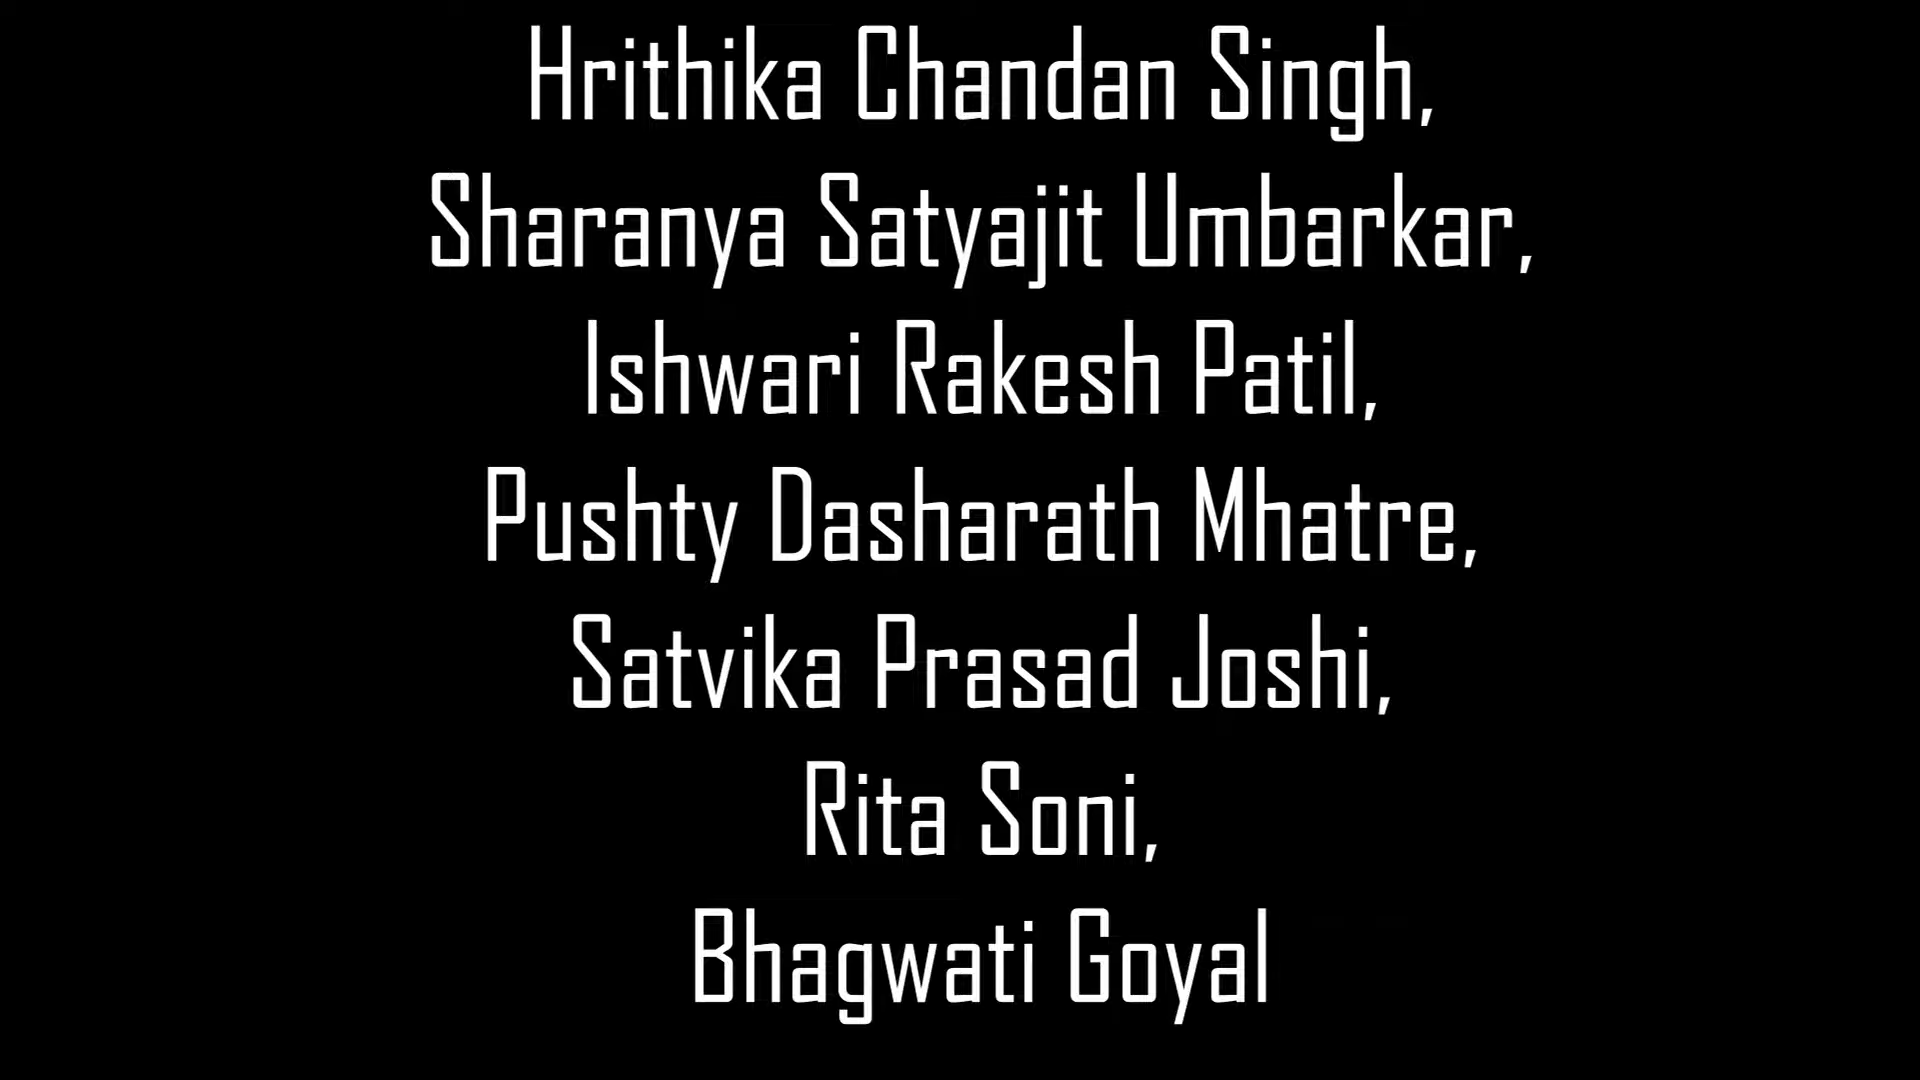 Hrithika Chandan Singh,
Sharanya Satyajit Umbarkar,
Ishwari Rakesh Patil,
Pushty Dasharath Mhatre,
Satvika Prasad Joshi,
Rita Soni,
Bhagwati Goyal